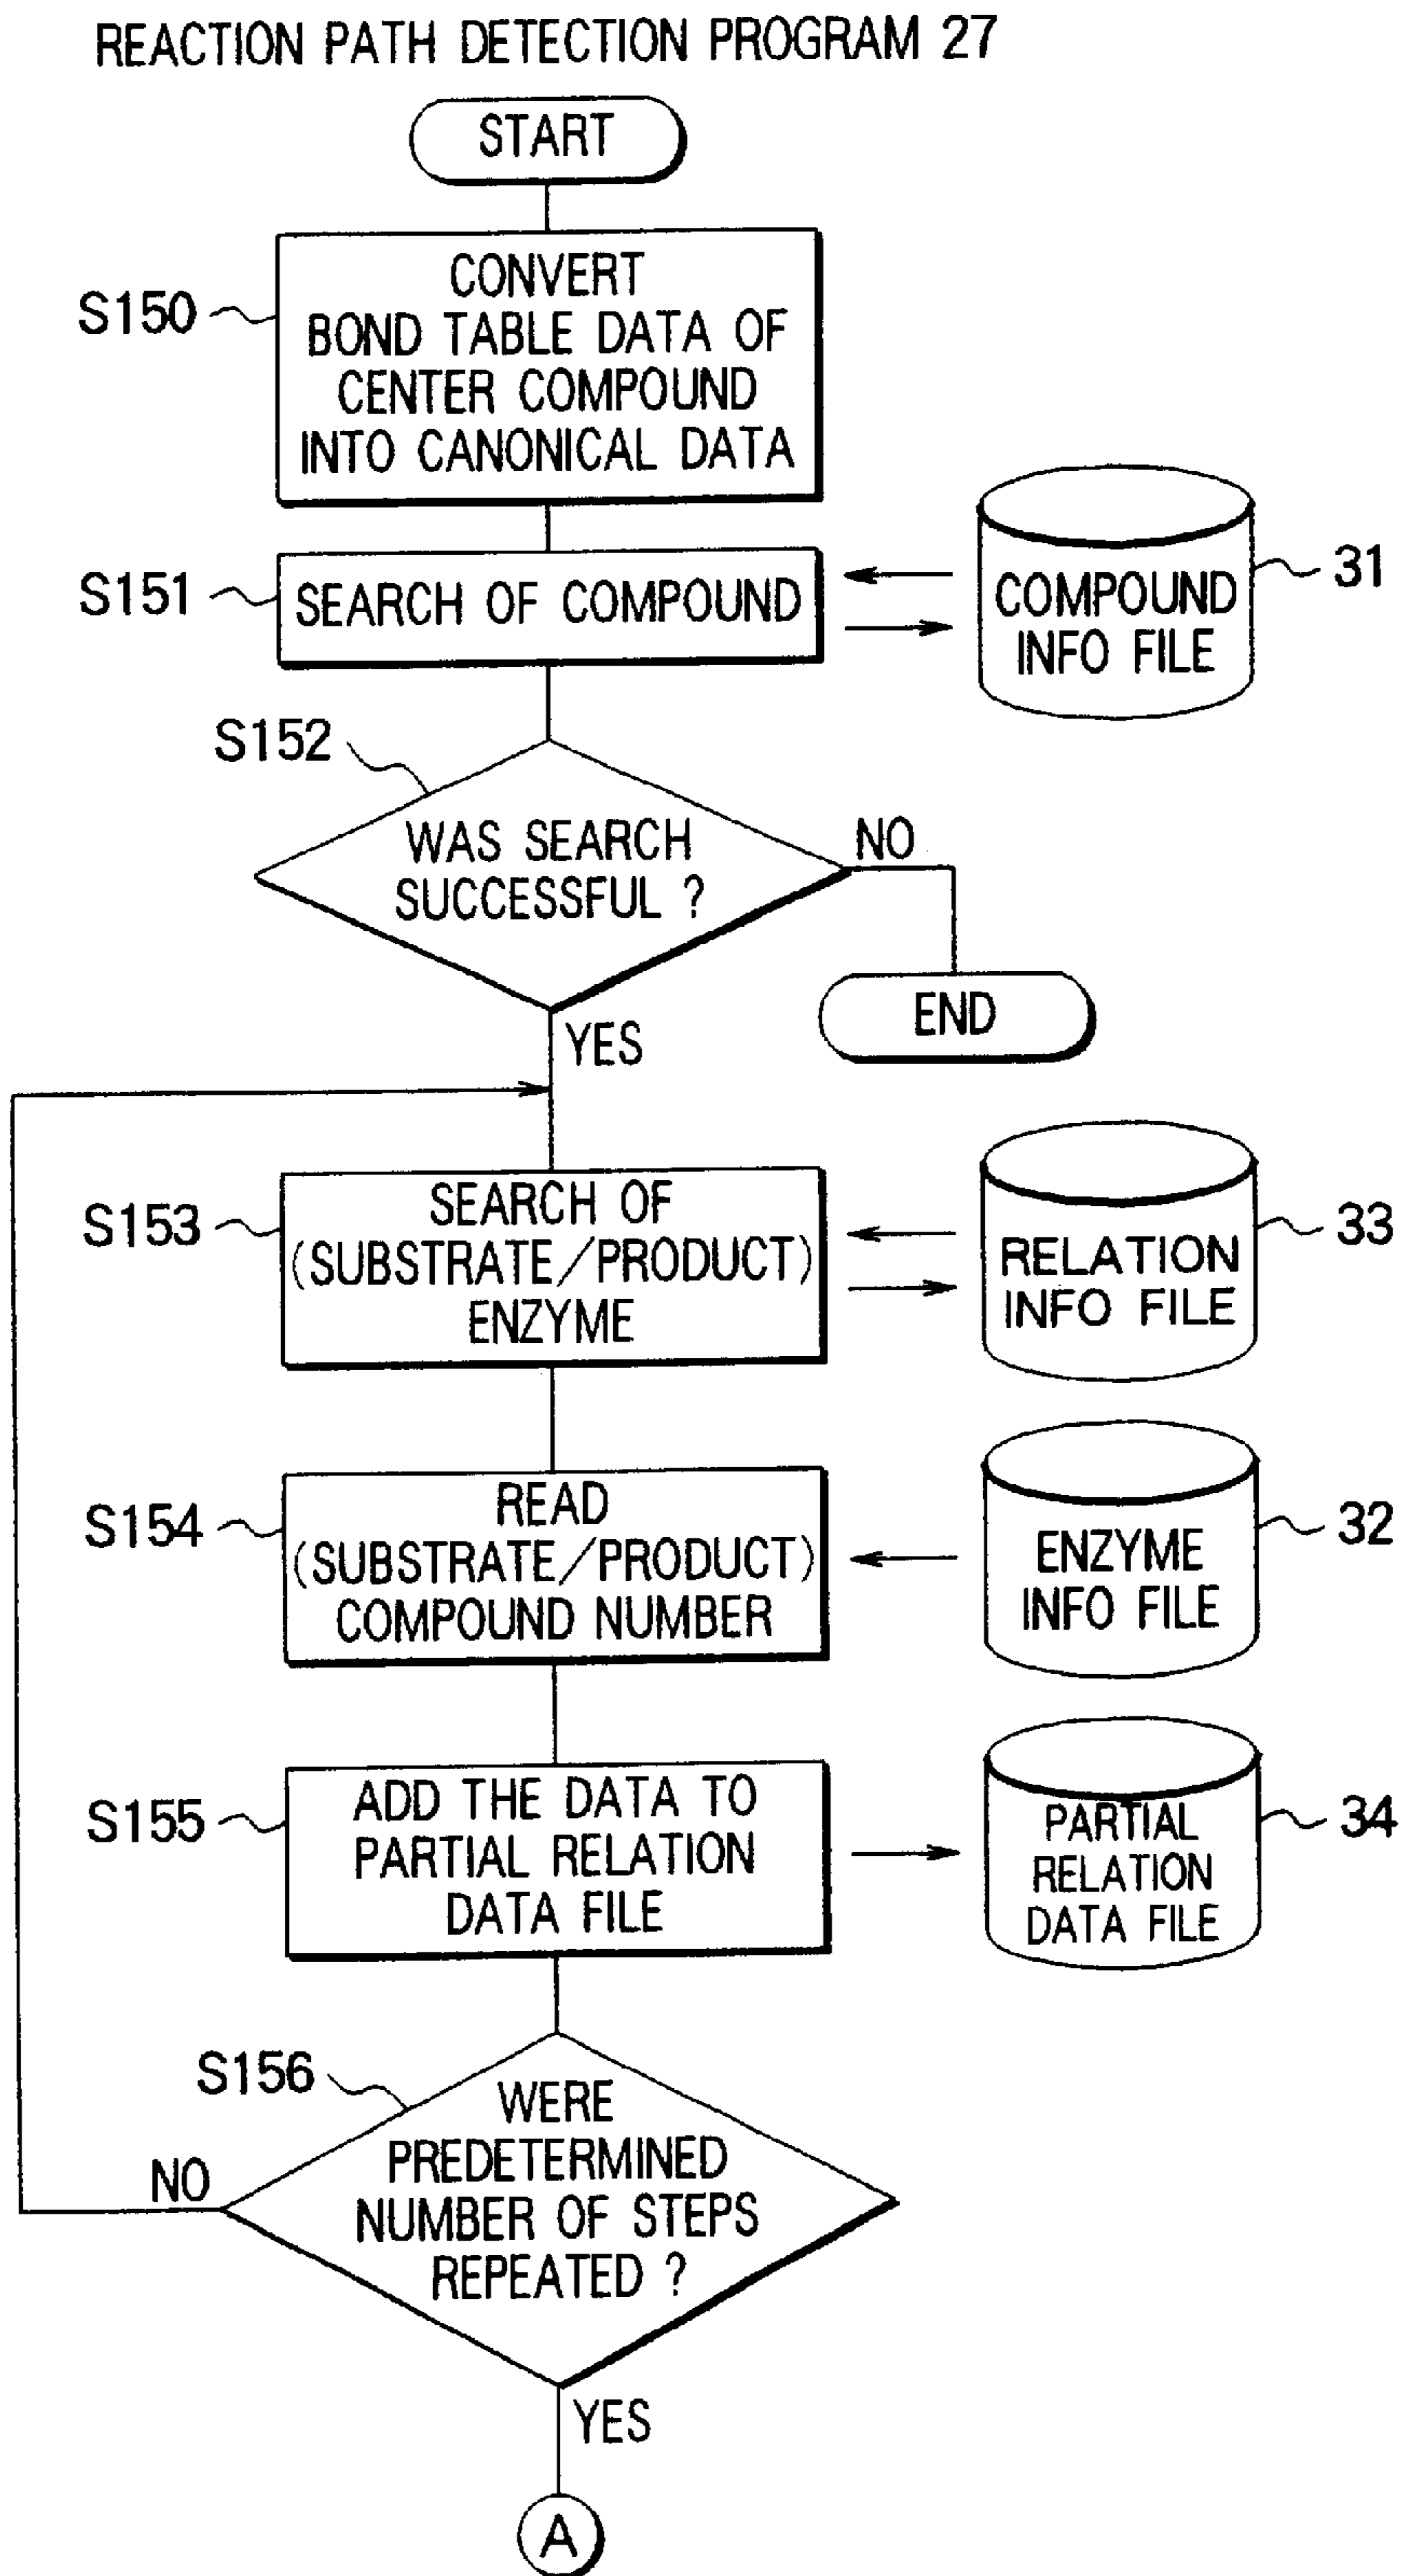 REACTION PATH DETECTION PROGRAM 27
START
S150
CONVERT
BOND TABLE DATA OF
CENTER COMPOUND
INTO CANONICAL DATA
S151
SEARCH OF COMPOUND
COMPOUND
INFO FILE
31
S152
WAS SEARCH
SUCCESSFUL ?
NO
END
YES
S153
SEARCH OF
(SUBSTRATE/PRODUCT)
ENZYME
RELATION
INFO FILE
33
S154
READ
(SUBSTRATE/PRODUCT)
COMPOUND NUMBER
ENZYME
INFO FILE
32
S155
ADD THE DATA TO
PARTIAL RELATION
DATA FILE
PARTIAL
RELATION
DATA FILE
34
S156
WERE
PREDETERMINED
NUMBER OF STEPS
REPEATED ?
NO
YES
A